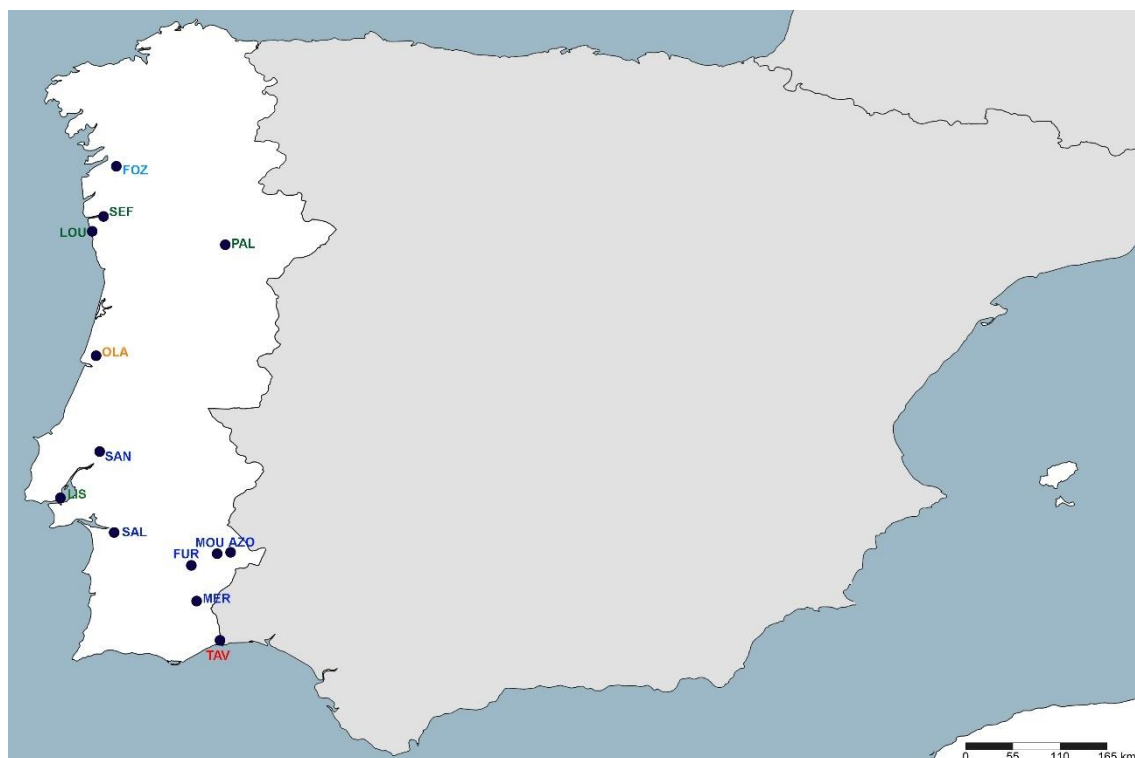 FOZ
SEF
LOU
PAL
OLA
SAN
LIS
SAL
MOU AZO
FUR
MER
TAV
0 55 110 165 km